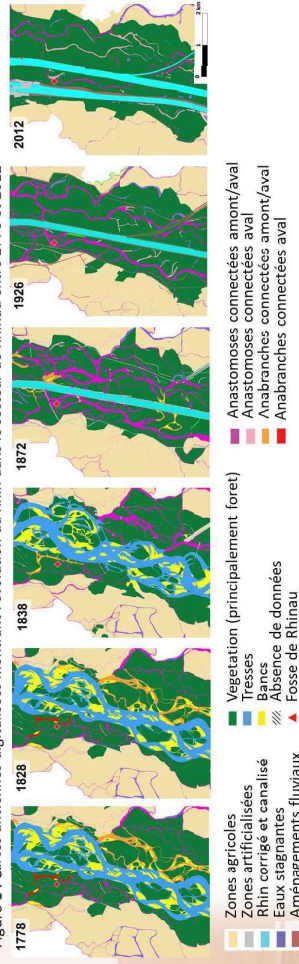 1778
1828
1838
1872
1926
2012
2 km
1
0
Zones agricoles
Zones artificialisées
Rhin corrigé et canalisé
Eaux stagnantes
Aménagements fluviaux
Vegetation (principalement foret)
Tresses
Bancs
Absence de données
Fosse de Rhinau
Anastomoses connectées amont/aval
Anastomoses connectées aval
Anabranches connectées amont/aval
Anabranches connectées aval